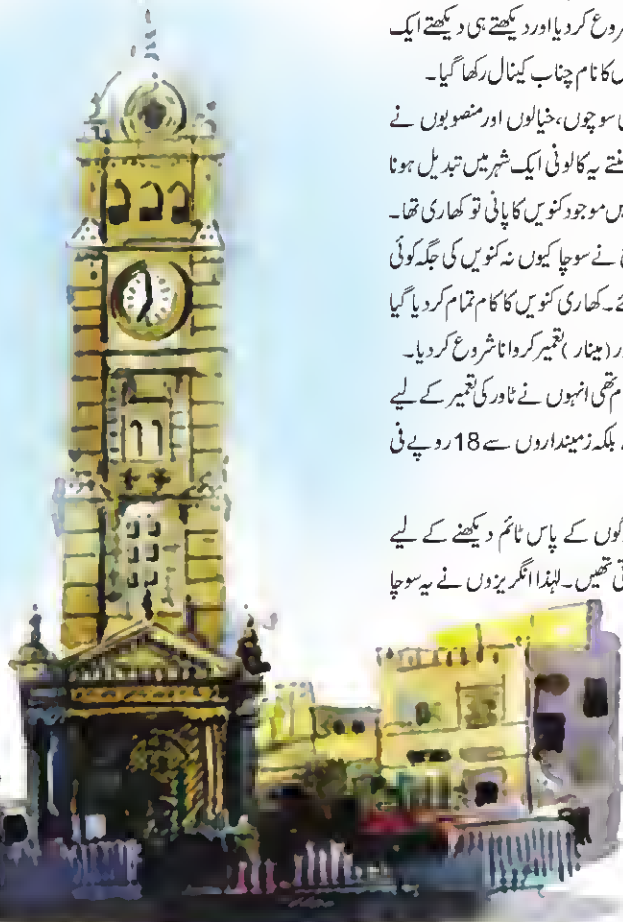 روع کر دیا اور دیکھتے ہی دیکھتے ایک
کا نام چناب کینال رکھا گیا۔
سوچوں، خیالوں اور منصوبوں نے
بنتے یہ کالونی ایک شہر میں تبدیل ہونا
موجود کنویں کا پانی تو کھاری تھا۔
نے سوچا کیوں نہ کنویں کی جگہ کوئی
ئے۔ کھاری کنویں کا کام تمام کر دیا گیا
ور (مینار) تعمیر کروانا شروع کر دیا۔
م تھی انہوں نے ٹاور کی تعمیر کے لیے
بلکہ زمینداروں سے 18 روپے فی
گوں کے پاس ٹائم دیکھنے کے لیے
تی تھیں۔ لہٰذا انگریزوں نے یہ سوچا